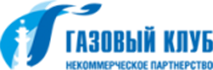 ГАЗОВЫЙ КЛУБ
НЕКОММЕРЧЕСКОЕ ПАРТНЕРСТВО